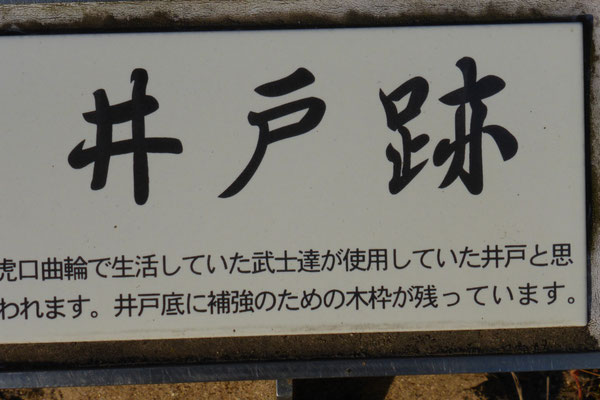 井戸跡
虎口曲輪で生活していた武士達が使用していた井戸と思
われます。井戸底に補強のための木枠が残っています。